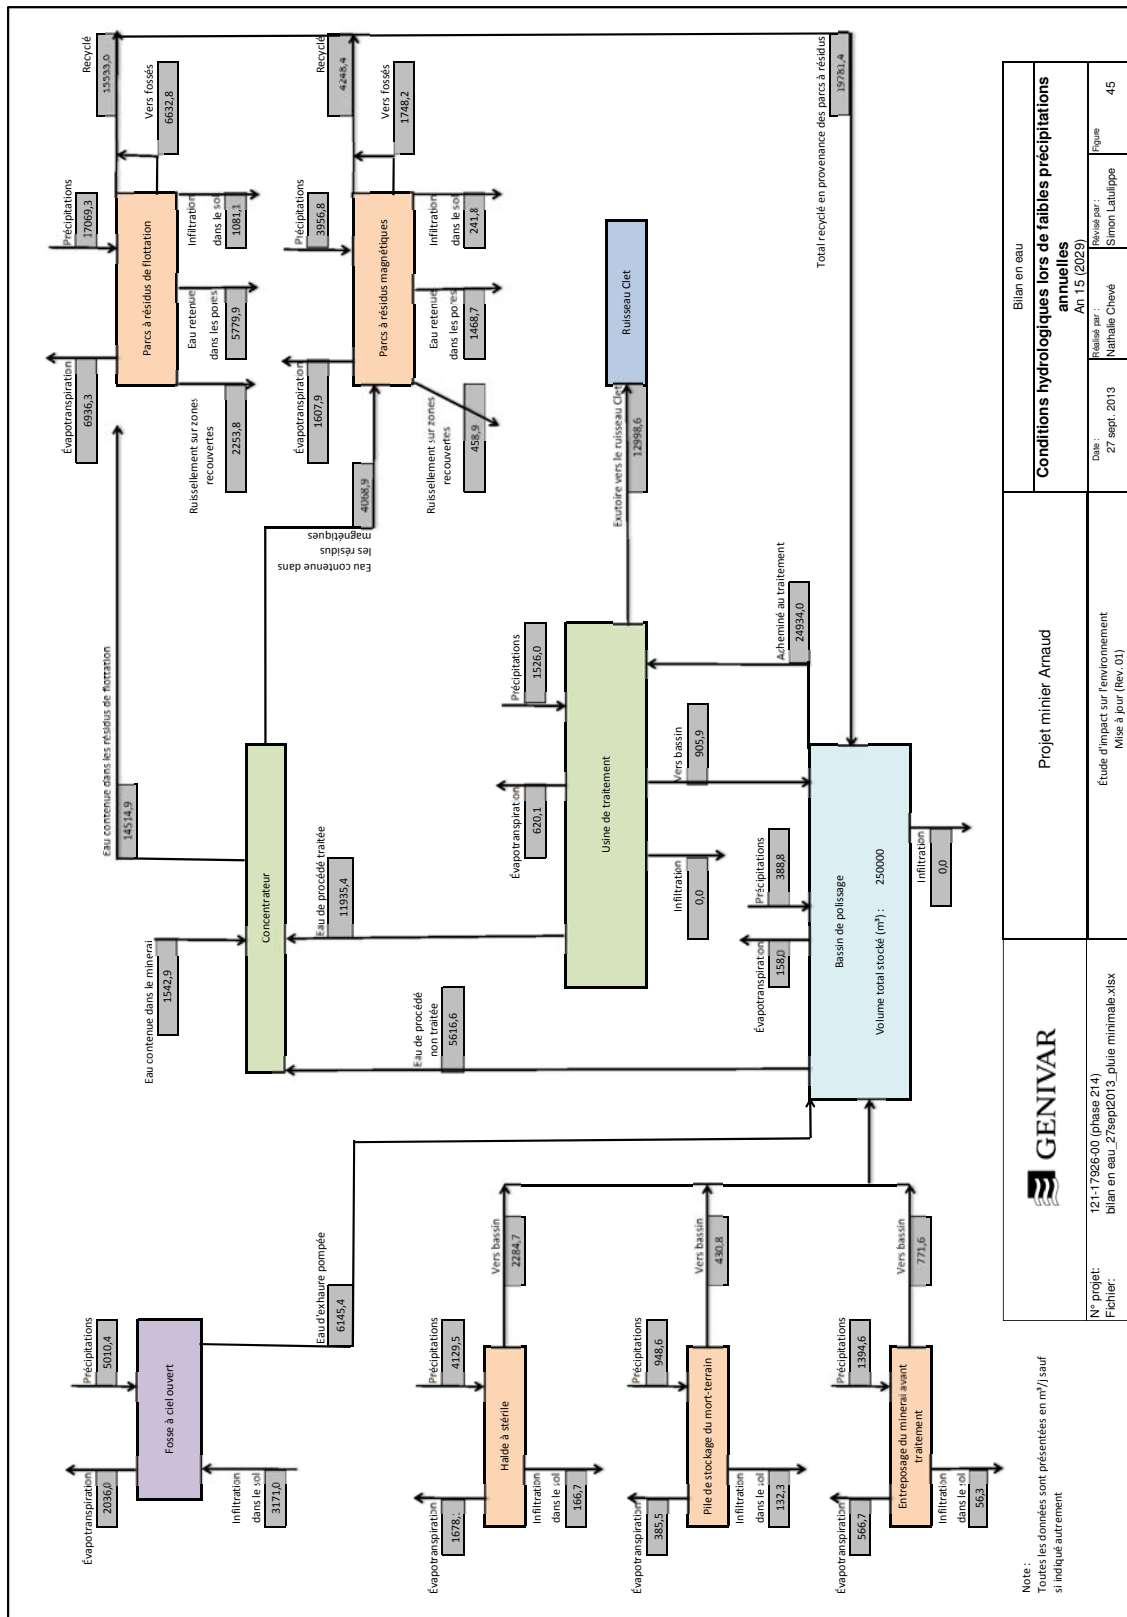 Évapotranspiration
2036,0
Précipitations
5010,4
Fosse à ciel ouvert
Infiltration
dans le sol
3171,0
Eau d'exhaure pompée
6145,4
Évapotranspiration
Précipitations
4129,5
Halde à stérile
Infiltration
dans le sol
166,7
Vers bassin
2284,7
Évapotranspiration
385,5
Précipitations
948,6
Pile de stockage du mort-terrain
Infiltration
dans le sol
132,3
Vers bassin
430,8
Évapotranspiration
566,7
Précipitations
1394,6
Entreposage du minerai avant
traitement
Infiltration
dans le sol
56,3
Vers bassin
771,6
Eau contenue dans le minerai
1542,9
Concentrateur
Eau contenue dans les résidus de flottation
14514,9
Eau contenue dans
les résidus
magnétiques
4068,9
Eau de procédé
non traitée
5616,6
Eau de procédé traitée
11935,4
Évapotranspiration
620,1
Précipitations
1526,0
Usine de traitement
Infiltration
0,0
Vers bassin
905,9
Acheminé au traitement
24934,0
Évapotranspiration
158,0
Précipitations
388,8
Bassin de polissage
Volume total stocké (m³) : 250000
Infiltration
0,0
Exutoire vers le ruisseau Clet
12998,6
Ruisseau Clet
Évapotranspiration
6936,3
Précipitations
17069,3
Recyclé
15533,0
Parcs à résidus de flottation
Vers fossés
6632,8
Ruissellement sur zones
recouvertes
2253,8
Eau retenue
dans les pores
5779,9
Infiltration
dans le sol
1081,1
Évapotranspiration
1607,9
Précipitations
3956,8
Recyclé
4248,4
Parcs à résidus magnétiques
Vers fossés
1748,2
Ruissellement sur zones
recouvertes
458,9
Eau retenue
dans les pores
1468,7
Infiltration
dans le sol
241,8
Total recyclé en provenance des parcs à résidus
19781,4
Note :
Toutes les données sont présentées en m³/j sauf
si indiqué autrement
GENIVAR
N° projet: 121-17926-00 (phase 214)
Fichier: bilan en eau_27sept2013_pluie minimale.xlsx
Projet minier Arnaud
Étude d'impact sur l'environnement
Mise à jour (Rev. 01)
Bilan en eau
Conditions hydrologiques lors de faibles précipitations
annuelles
An 15 (2029)
Date :
27 sept. 2013
Réalisé par :
Nathalie Chevé
Révisé par :
Simon Latulippe
Figure
45